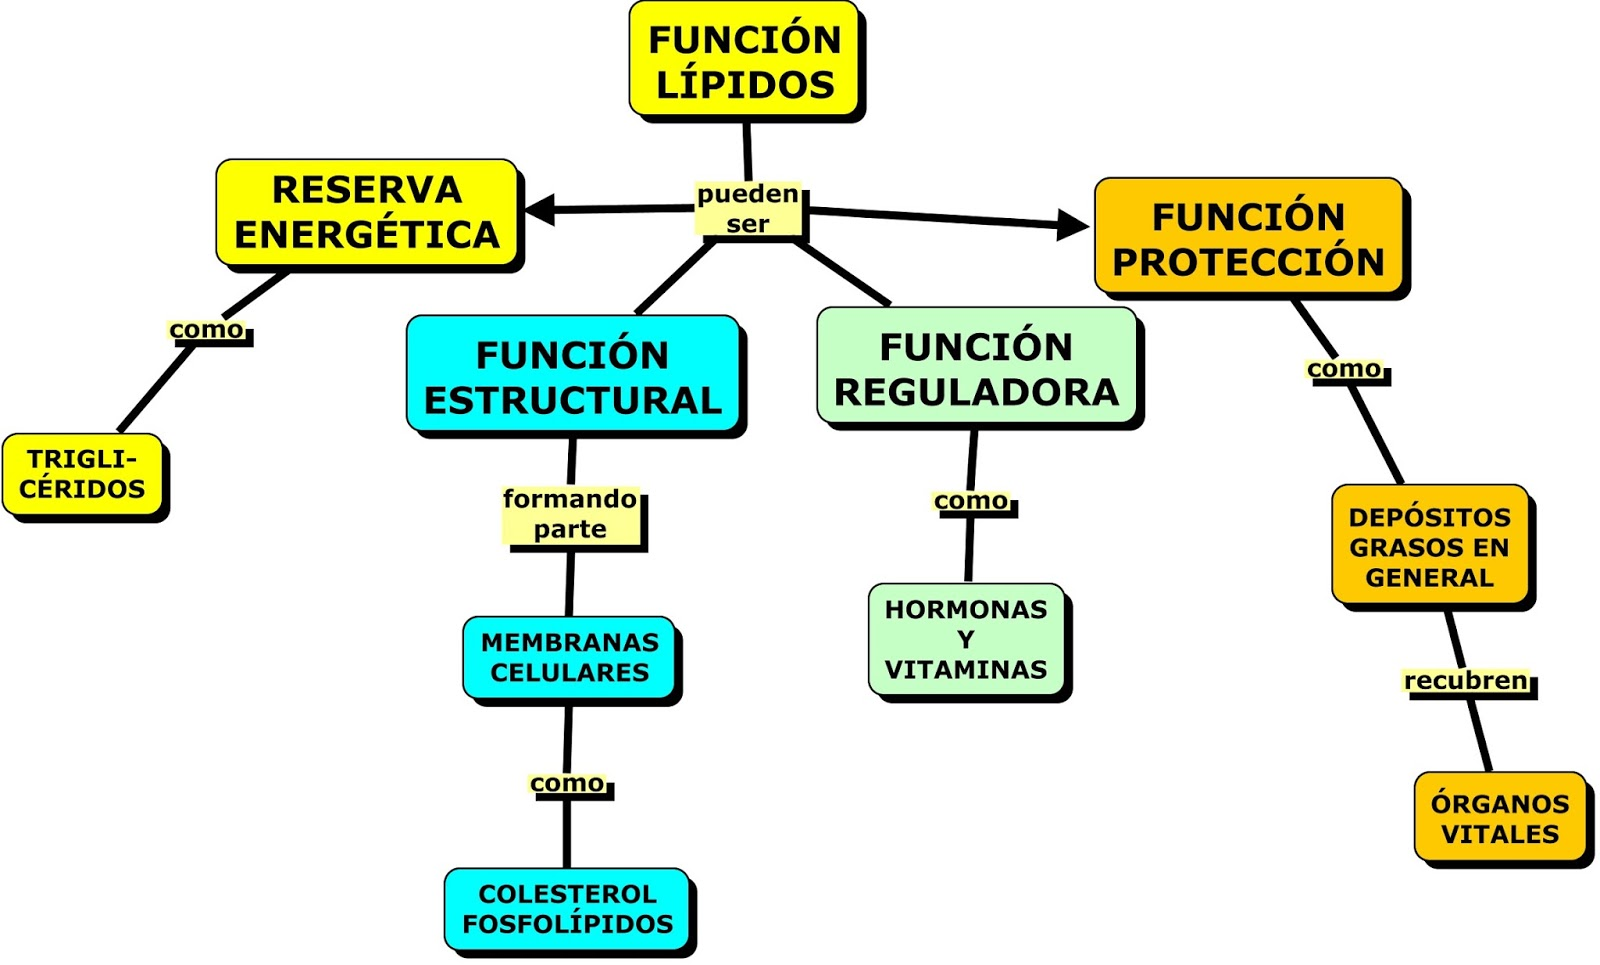 FUNCIÓN
LÍPIDOS
pueden
ser
RESERVA
ENERGÉTICA
como
TRIGLI-
CÉRIDOS
FUNCIÓN
ESTRUCTURAL
formando
parte
MEMBRANAS
CELULARES
como
COLESTEROL
FOSFOLÍPIDOS
FUNCIÓN
REGULADORA
como
HORMONAS
Y
VITAMINAS
FUNCIÓN
PROTECCIÓN
como
DEPÓSITOS
GRASOS EN
GENERAL
recubren
ÓRGANOS
VITALES